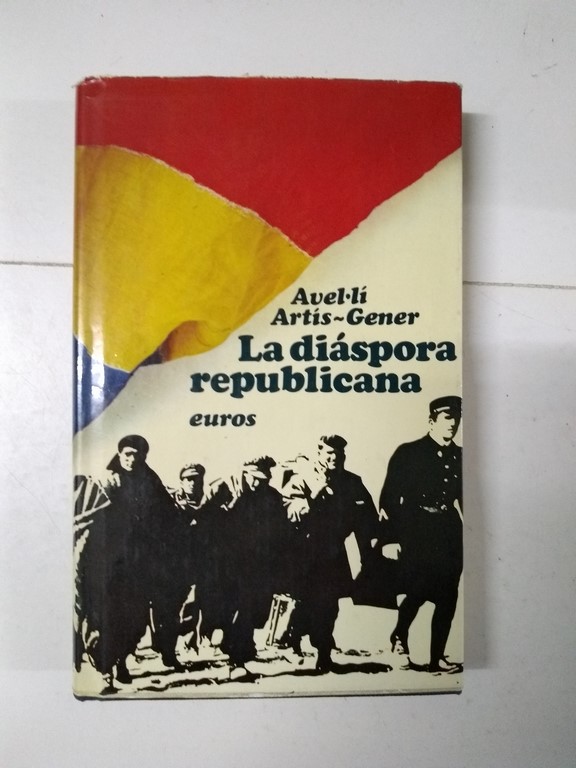 Avel·lí
Artís~Gener
La diáspora
republicana
euros